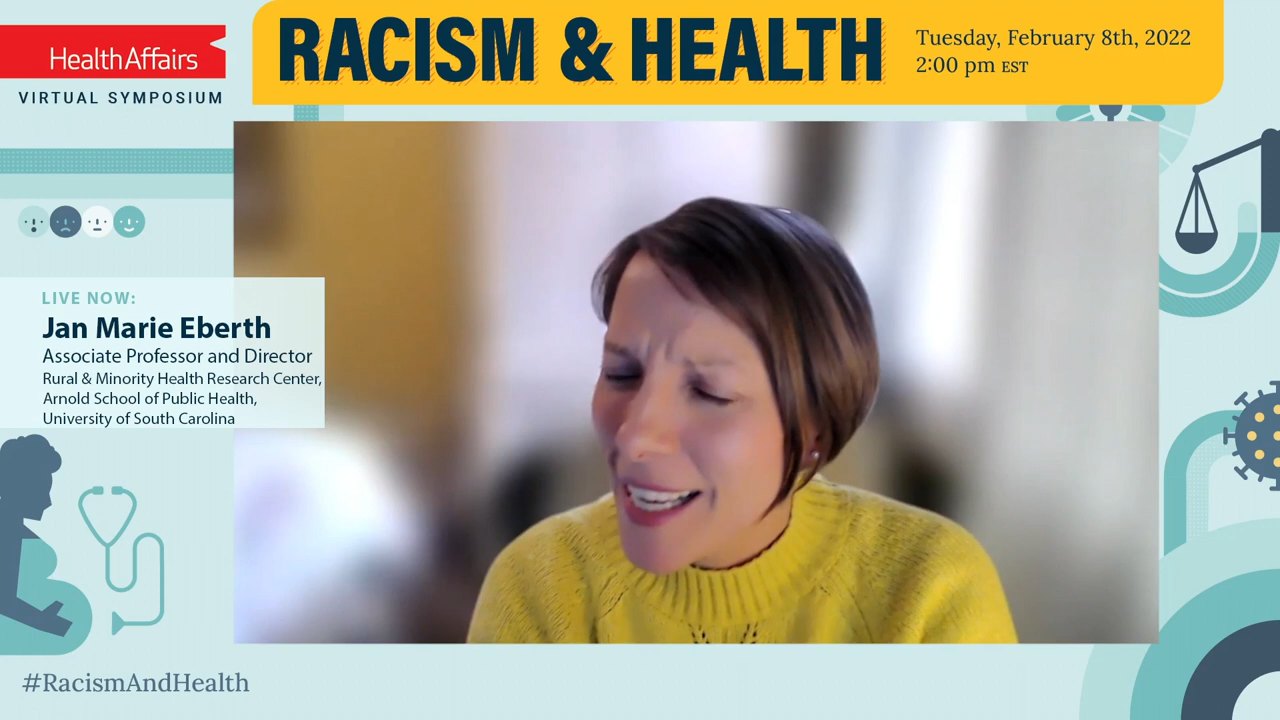 HealthAffairs
VIRTUAL SYMPOSIUM
RACISM & HEALTH
Tuesday, February 8th, 2022
2:00 pm EST
LIVE NOW:
Jan Marie Eberth
Associate Professor and Director
Rural & Minority Health Research Center,
Arnold School of Public Health,
University of South Carolina
#RacismAndHealth